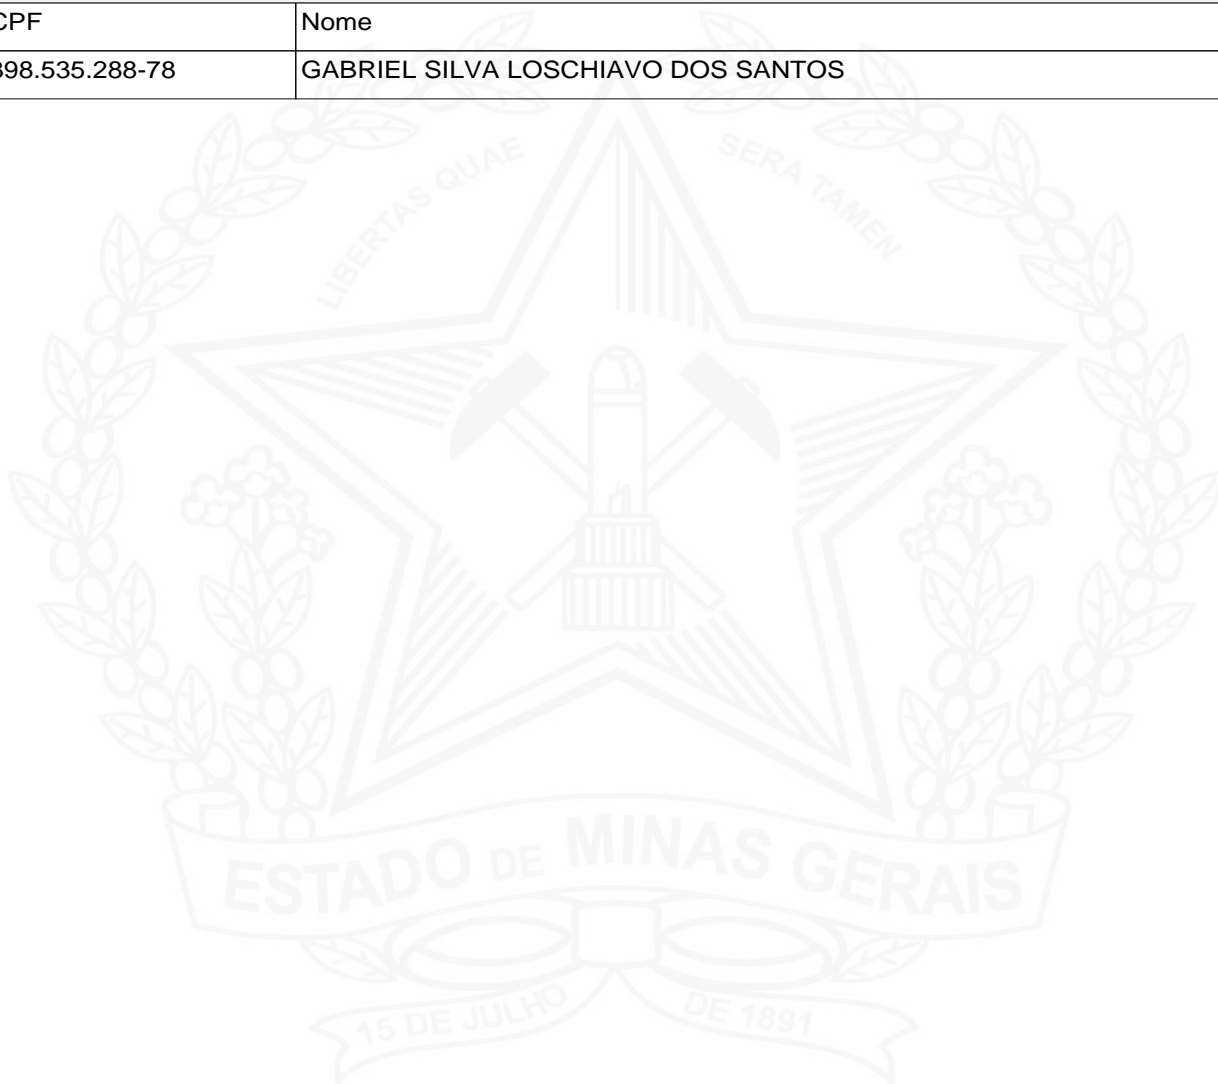 CPF Nome
398.535.288-78 GABRIEL SILVA LOSCHIAVO DOS SANTOS
LIBERTAS QUAE SERA TAMEN
ESTADO DE MINAS GERAIS
15 DE JULHO DE 1891